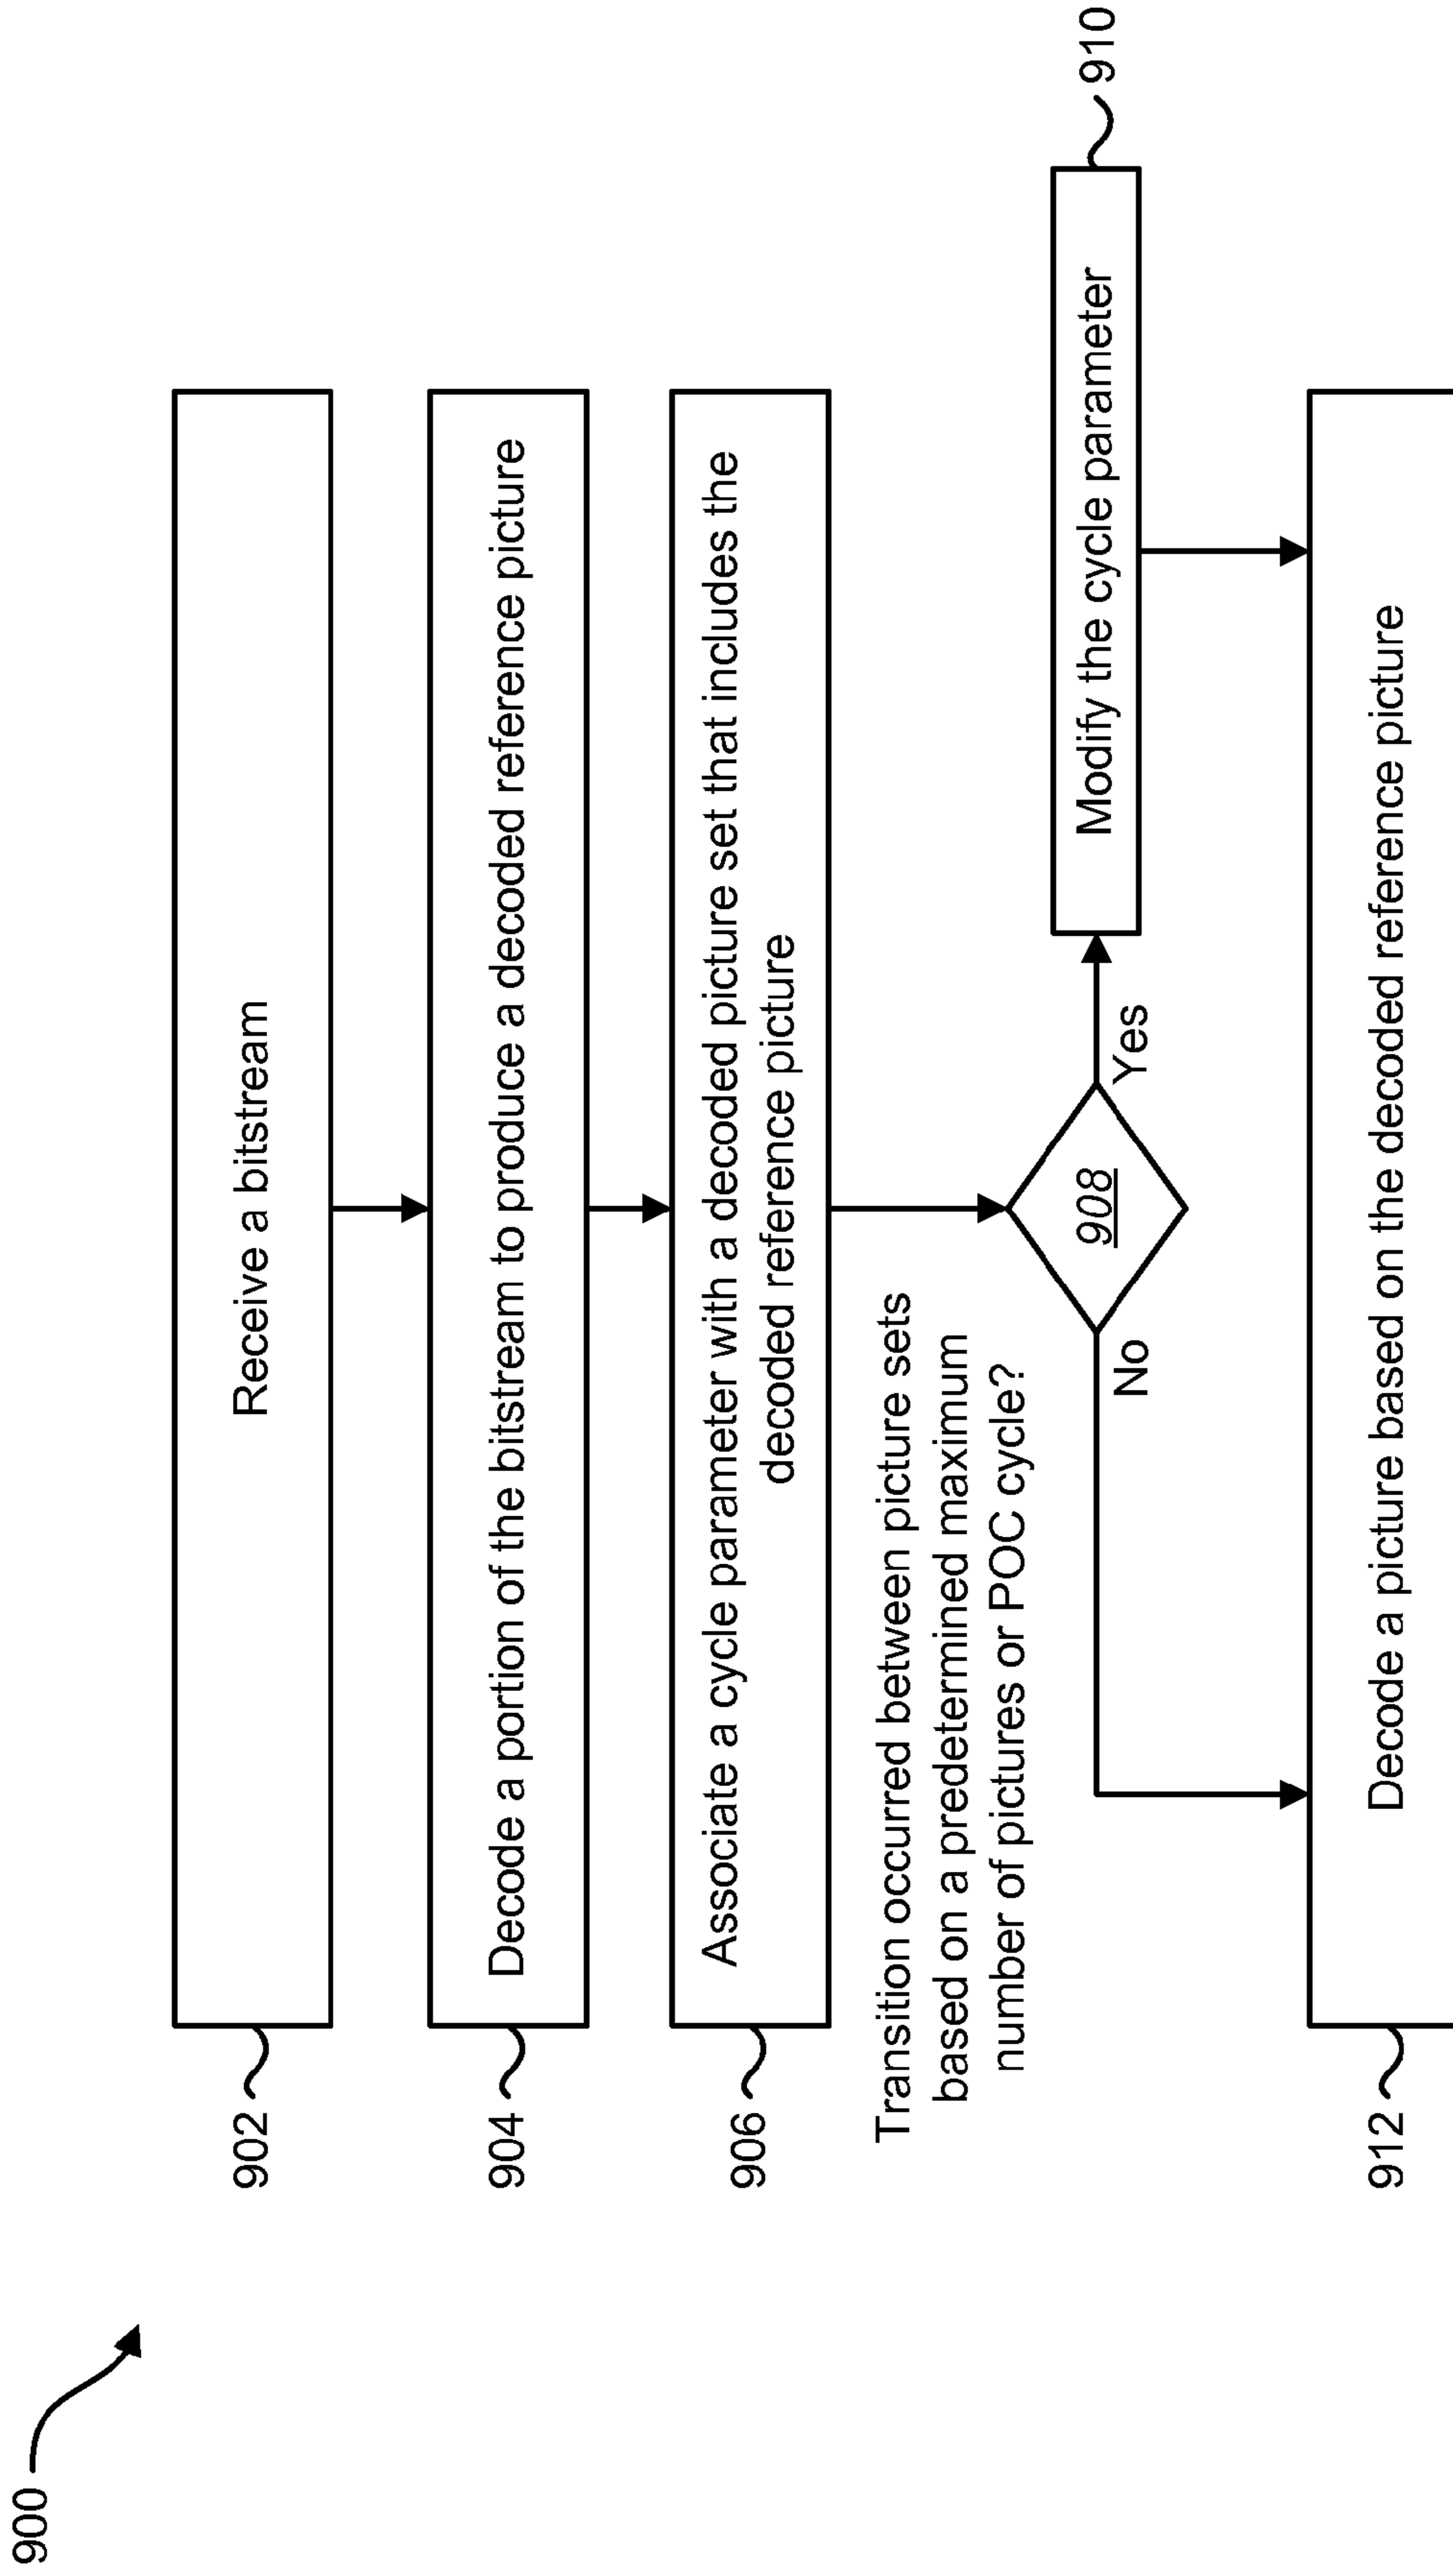 900
902
Receive a bitstream
904
Decode a portion of the bitstream to produce a decoded reference picture
906
Associate a cycle parameter with a decoded picture set that includes the
decoded reference picture
Transition occurred between picture sets
based on a predetermined maximum
number of pictures or POC cycle?
908
No
Yes
Modify the cycle parameter
910
912
Decode a picture based on the decoded reference picture